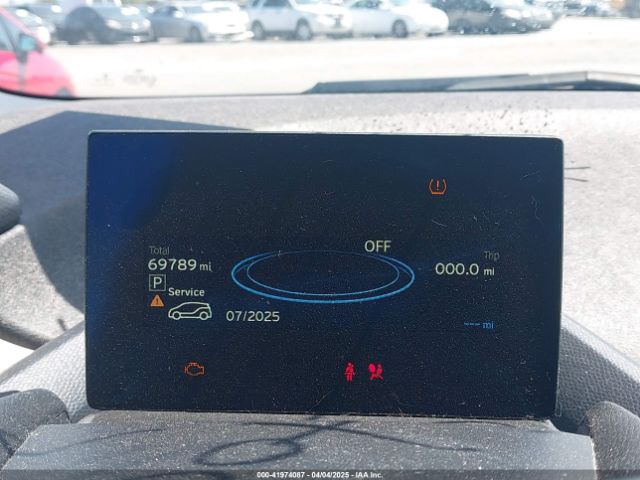 OFF
Total
Trip
69789 mi
000.0 mi
P
Service
07/2025
--- mi
000-41974087 - 04/04/2025 - IAA Inc.